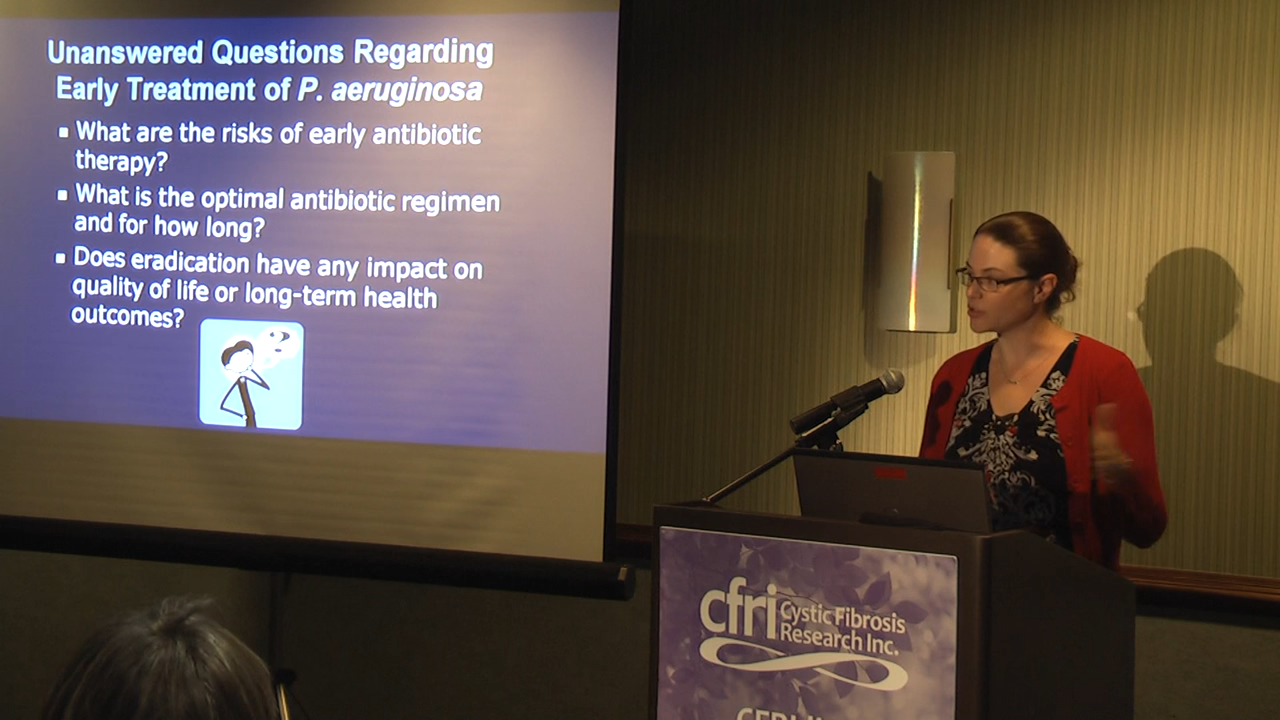 Unanswered Questions Regarding
Early Treatment of P. aeruginosa
▪ What are the risks of early antibiotic
therapy?
▪ What is the optimal antibiotic regimen
and for how long?
▪ Does eradication have any impact on
quality of life or long-term health
outcomes?
?
cfri Cystic Fibrosis
Research Inc.